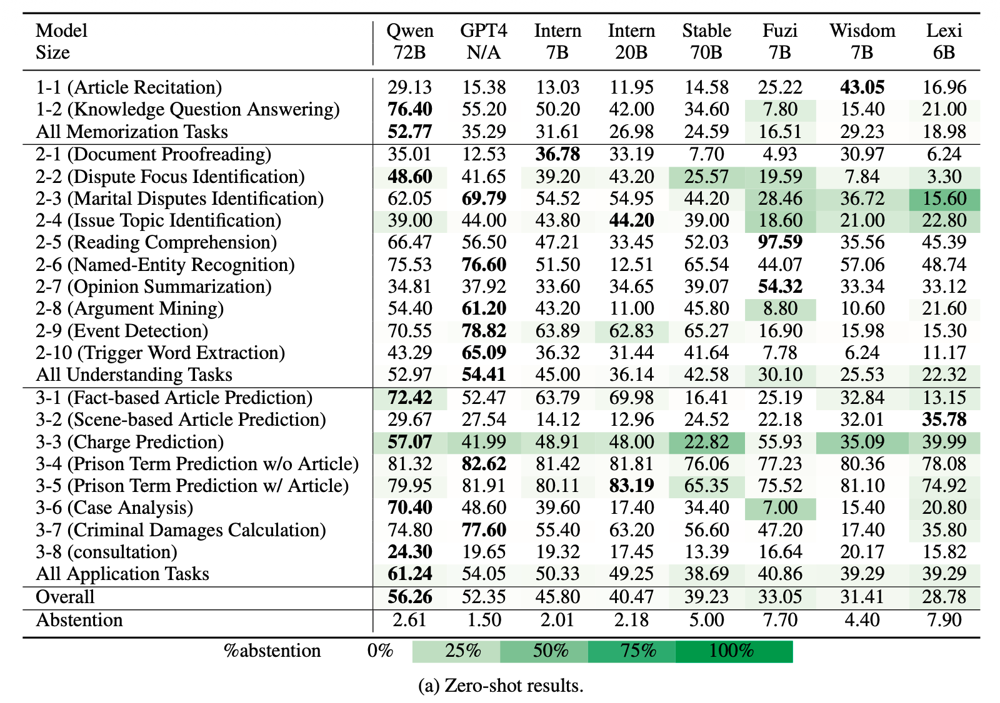 Model Qwen GPT4 Intern Intern Stable Fuzi Wisdom Lexi
Size 72B N/A 7B 20B 70B 7B 7B 6B
1-1 (Article Recitation) 29.13 15.38 13.03 11.95 14.58 25.22 43.05 16.96
1-2 (Knowledge Question Answering) 76.40 55.20 50.20 42.00 34.60 7.80 15.40 21.00
All Memorization Tasks 52.77 35.29 31.61 26.98 24.59 16.51 29.23 18.98
2-1 (Document Proofreading) 35.01 12.53 36.78 33.19 7.70 4.93 30.97 6.24
2-2 (Dispute Focus Identification) 48.60 41.65 39.20 43.20 25.57 19.59 7.84 3.30
2-3 (Marital Disputes Identification) 62.05 69.79 54.52 54.95 44.20 28.46 36.72 15.60
2-4 (Issue Topic Identification) 39.00 44.00 43.80 44.20 39.00 18.60 21.00 22.80
2-5 (Reading Comprehension) 66.47 56.50 47.21 33.45 52.03 97.59 35.56 45.39
2-6 (Named-Entity Recognition) 75.53 76.60 51.50 12.51 65.54 44.07 57.06 48.74
2-7 (Opinion Summarization) 34.81 37.92 33.60 34.65 39.07 54.32 33.34 33.12
2-8 (Argument Mining) 54.40 61.20 43.20 11.00 45.80 8.80 10.60 21.60
2-9 (Event Detection) 70.55 78.82 63.89 62.83 65.27 16.90 15.98 15.30
2-10 (Trigger Word Extraction) 43.29 65.09 36.32 31.44 41.64 7.78 6.24 11.17
All Understanding Tasks 52.97 54.41 45.00 36.14 42.58 30.10 25.53 22.32
3-1 (Fact-based Article Prediction) 72.42 52.47 63.79 69.98 16.41 25.19 32.84 13.15
3-2 (Scene-based Article Prediction) 29.67 27.54 14.12 12.96 24.52 22.18 32.01 35.78
3-3 (Charge Prediction) 57.07 41.99 48.91 48.00 22.82 55.93 35.09 39.99
3-4 (Prison Term Prediction w/o Article) 81.32 82.62 81.42 81.81 76.06 77.23 80.36 78.08
3-5 (Prison Term Prediction w/ Article) 79.95 81.91 80.11 83.19 65.35 75.52 81.10 74.92
3-6 (Case Analysis) 70.40 48.60 39.60 17.40 34.40 7.00 15.40 20.80
3-7 (Criminal Damages Calculation) 74.80 77.60 55.40 63.20 56.60 47.20 17.40 35.80
3-8 (consultation) 24.30 19.65 19.32 17.45 13.39 16.64 20.17 15.82
All Application Tasks 61.24 54.05 50.33 49.25 38.69 40.86 39.29 39.29
Overall 56.26 52.35 45.80 40.47 39.23 33.05 31.41 28.78
Abstention 2.61 1.50 2.01 2.18 5.00 7.70 4.40 7.90
%abstention 0% 25% 50% 75% 100%
(a) Zero-shot results.